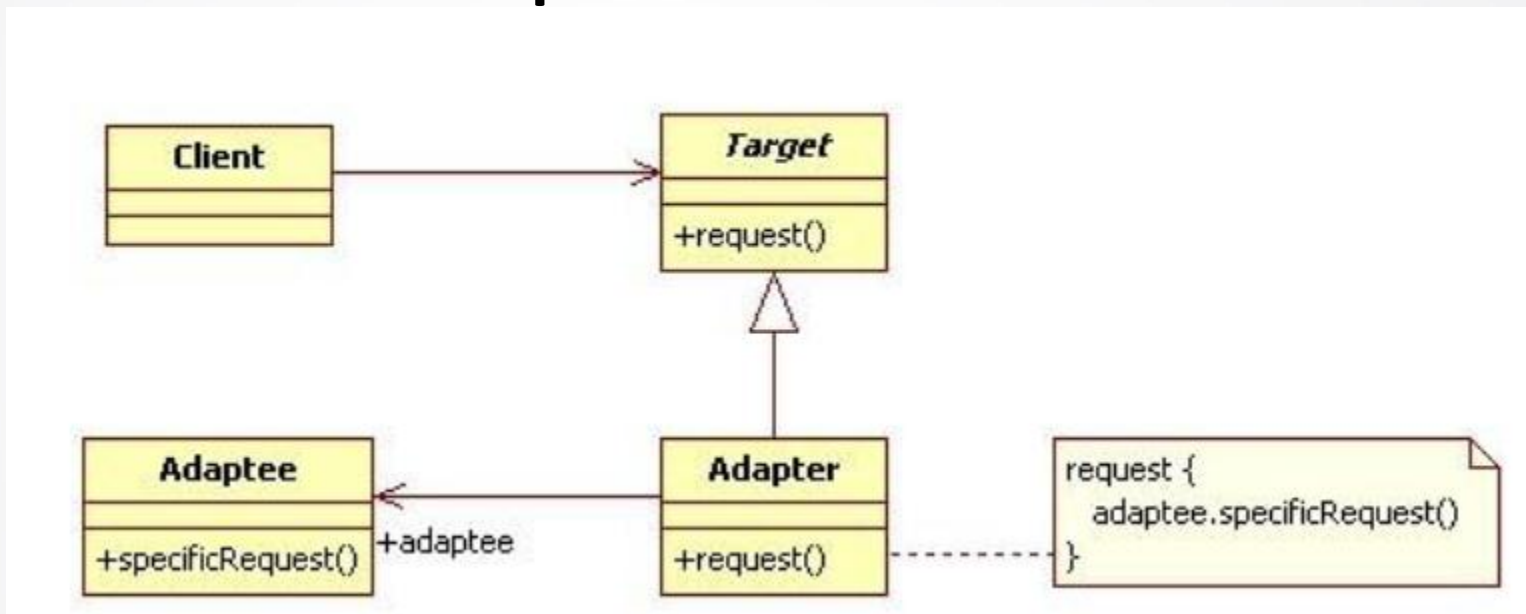 Client
Target
+request()
Adaptee
+specificRequest()
+adaptee
Adapter
+request()
request {
adaptee.specificRequest()
}